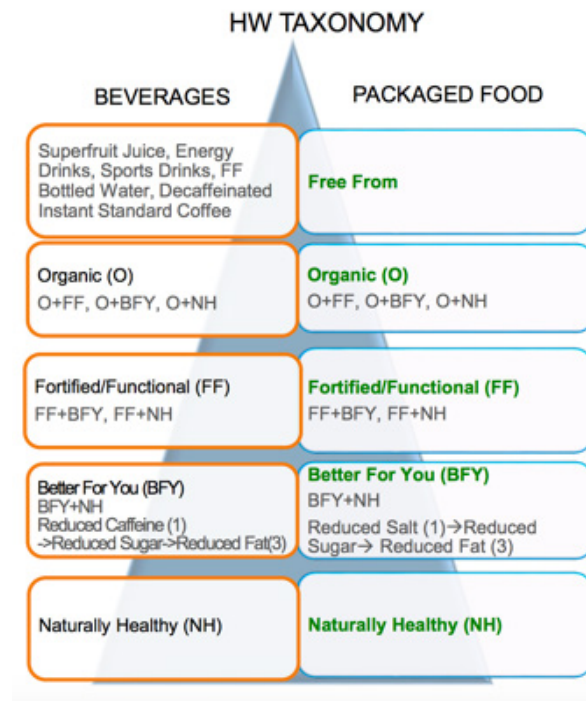 HW TAXONOMY
BEVERAGES
Superfruit Juice, Energy
Drinks, Sports Drinks, FF
Bottled Water, Decaffeinated
Instant Standard Coffee
Organic (O)
O+FF, O+BFY, O+NH
Fortified/Functional (FF)
FF+BFY, FF+NH
Better For You (BFY)
BFY+NH
Reduced Caffeine (1)
->Reduced Sugar->Reduced Fat(3)
Naturally Healthy (NH)
PACKAGED FOOD
Free From
Organic (O)
O+FF, O+BFY, O+NH
Fortified/Functional (FF)
FF+BFY, FF+NH
Better For You (BFY)
BFY+NH
Reduced Salt (1)→Reduced
Sugar→ Reduced Fat (3)
Naturally Healthy (NH)